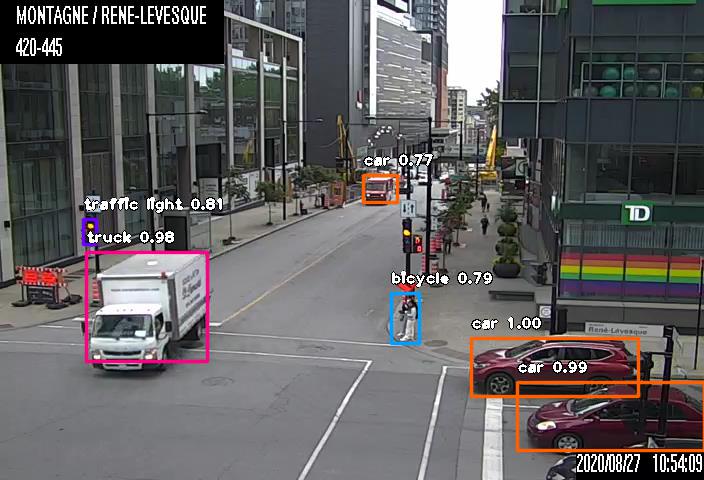 MONTAGNE / RENE-LEVESQUE
420-445
car 0.77
traffic light 0.81
truck 0.98
TD
bicycle 0.79
car 1.00
René-Lévesque
car 0.99
2020/08/27 10:54:09